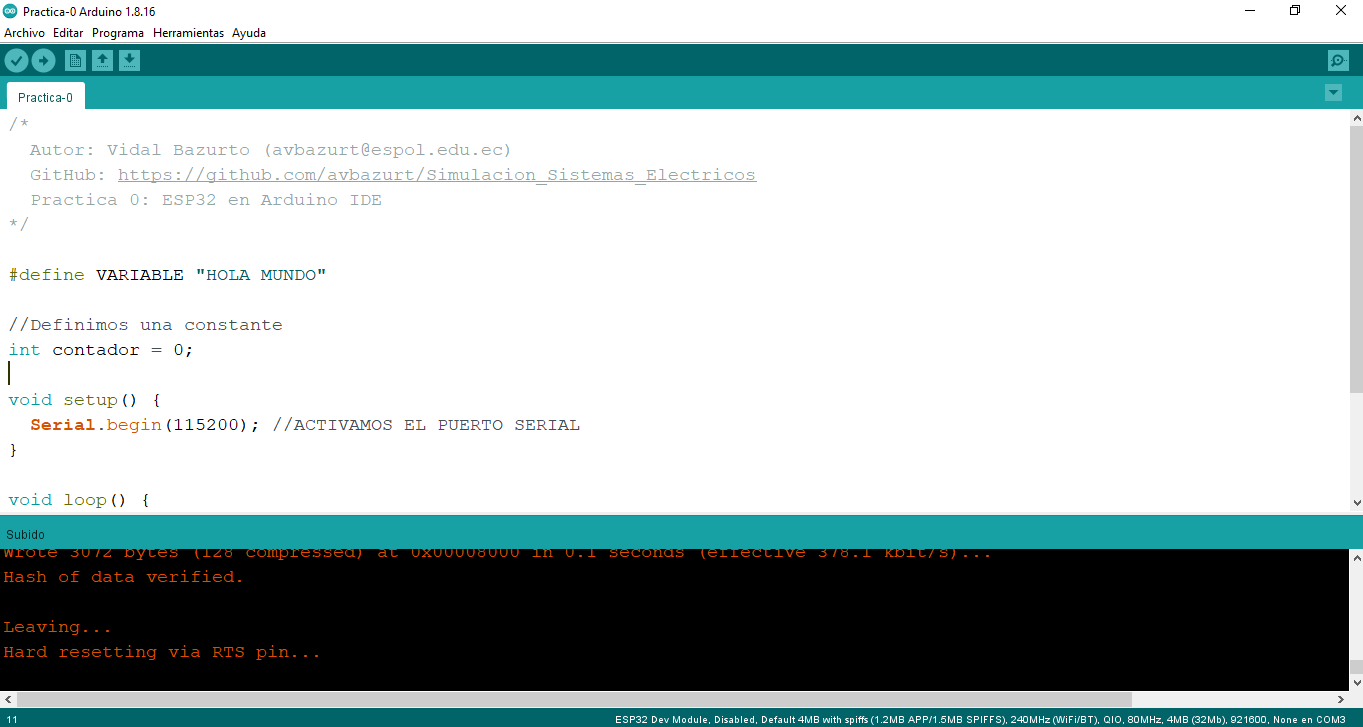 Practica-0 Arduino 1.8.16
Archivo Editar Programa Herramientas Ayuda
Practica-0
/*
Autor: Vidal Bazurto (avbazurt@espol.edu.ec)
GitHub: https://github.com/avbazurt/Simulacion_Sistemas_Electricos
Practica 0: ESP32 en Arduino IDE
*/
#define VARIABLE "HOLA MUNDO"
//Definimos una constante
int contador = 0;
void setup() {
Serial.begin(115200); //ACTIVAMOS EL PUERTO SERIAL
}
void loop() {
Subido
Wrote 3072 bytes (128 compressed) at 0x00008000 in 0.1 seconds (effective 378.1 kbit/s)...
Hash of data verified.
Leaving...
Hard resetting via RTS pin...
11 ESP32 Dev Module, Disabled, Default 4MB with spiffs (1.2MB APP/1.5MB SPIFFS), 240MHz (WiFi/BT), QIO, 80MHz, 4MB (32Mb), 921600, None en COM3